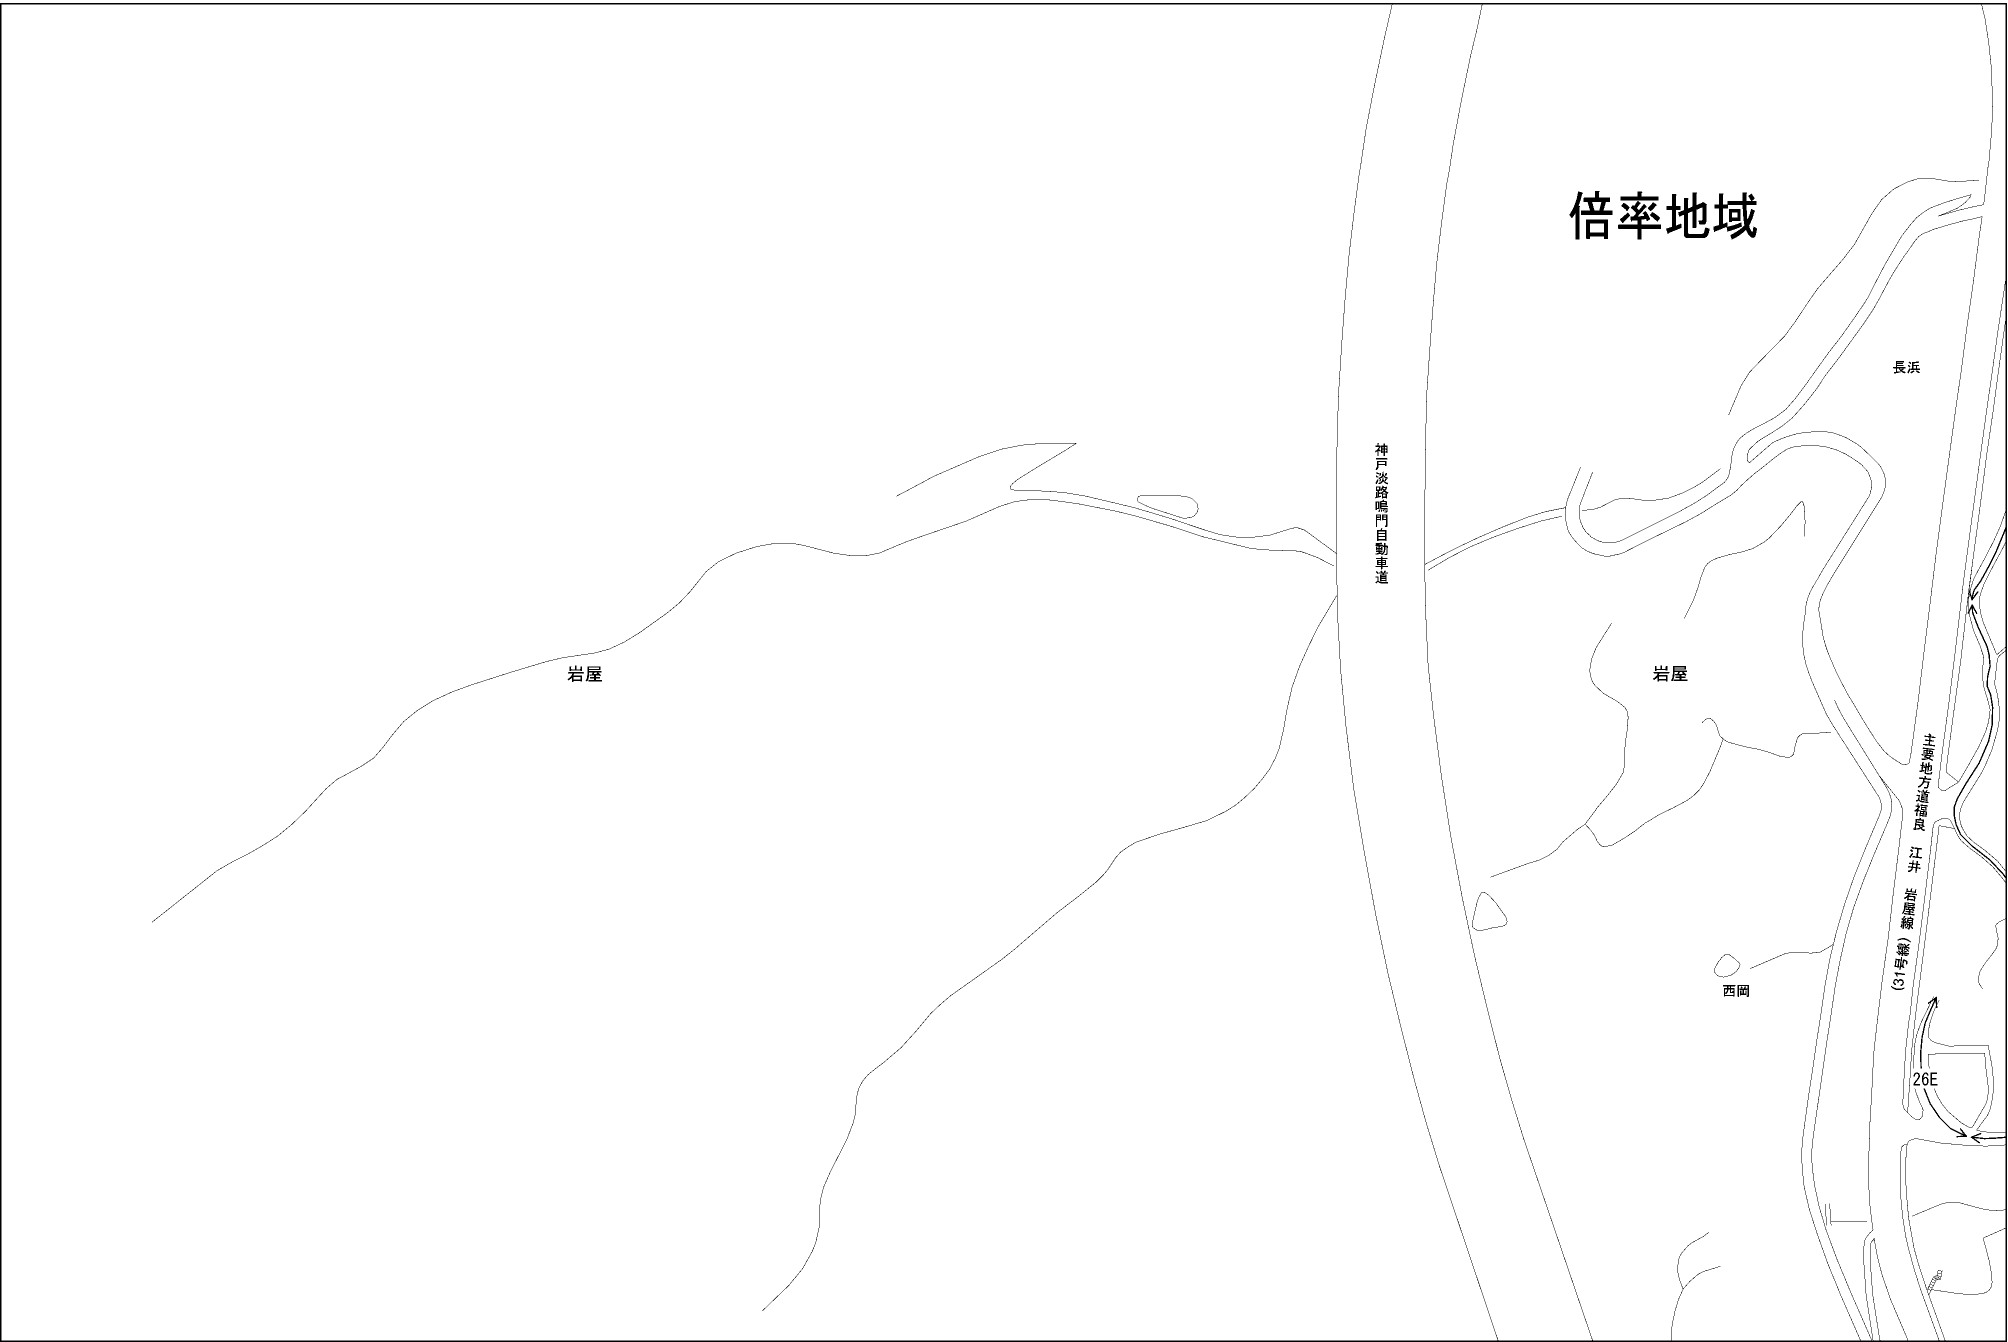 倍率地域
長浜
神戸淡路鳴門自動車道
岩屋
岩屋
主要地方道福良　江井　岩屋線
(31号線)
西岡
26E